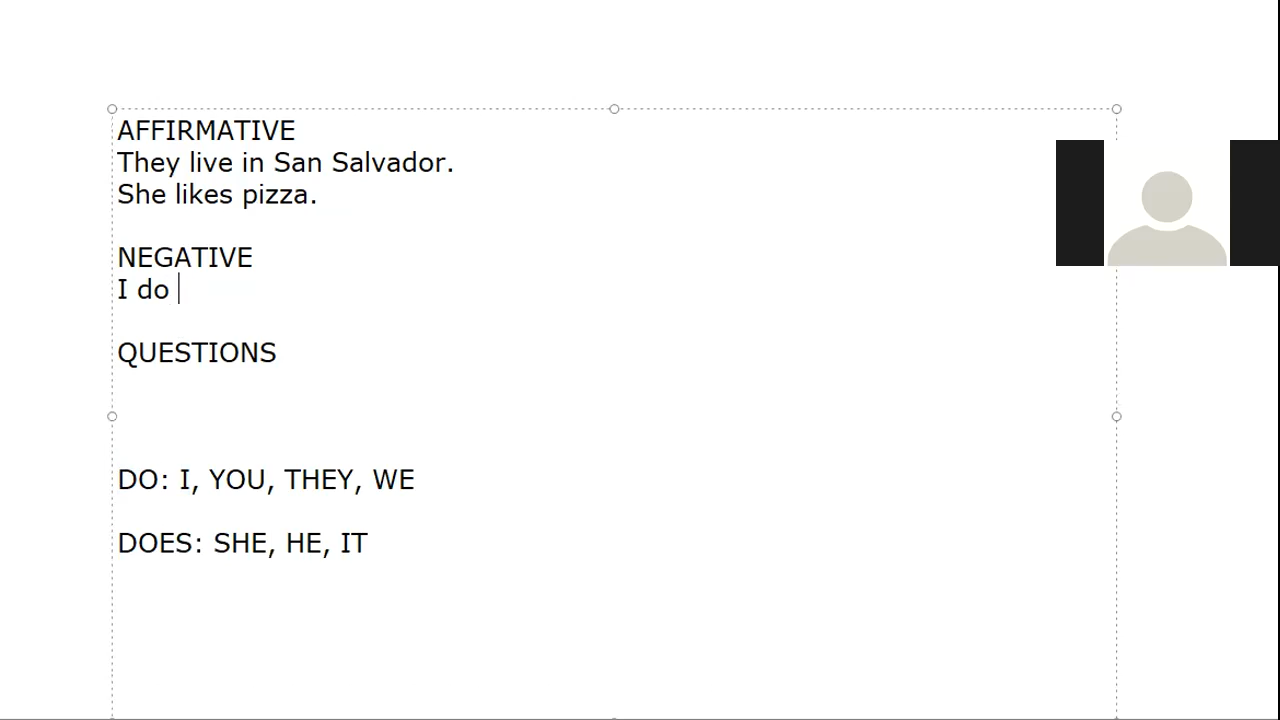 AFFIRMATIVE
They live in San Salvador.
She likes pizza.
NEGATIVE
I do
QUESTIONS
DO: I, YOU, THEY, WE
DOES: SHE, HE, IT